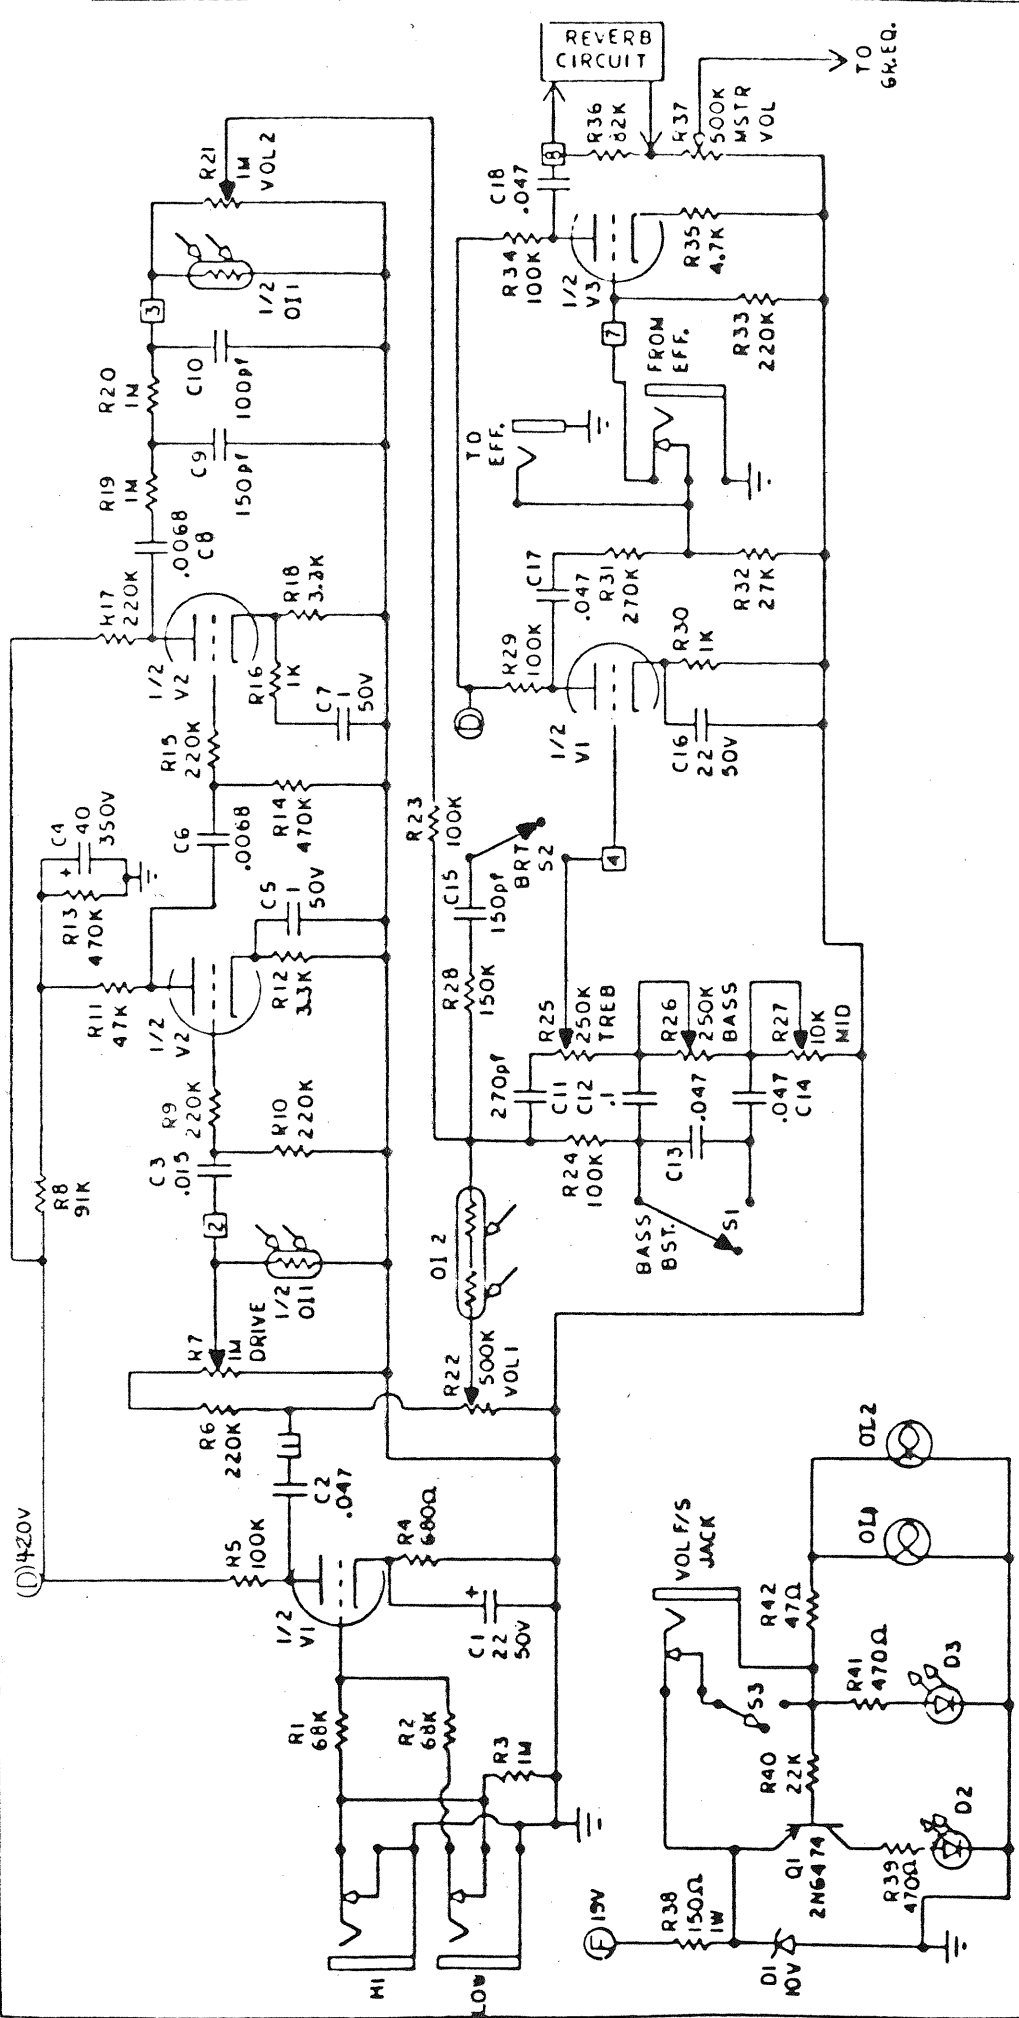 (D) 420V
R5
100K
1/2
V1
R1
68K
R2
68K
R3
1M
HI
LOW
C1
22
50V
+
R4
680Ω
C2
.047
1
R6
220K
R7
1M
DRIVE
1/2
OI1
2
C3
.015
R8
91K
R9
220K
R10
220K
R11
47K
1/2
V2
R12
3.3K
C5
1
50V
R13
470K
+
C4
40
350V
C6
.0068
R14
470K
R15
220K
1/2
V2
R16
1K
C7
1
50V
R17
220K
R18
3.3K
.0068
C8
R19
1M
C9
150pf
R20
1M
C10
100pf
3
1/2
OI1
R21
1M
VOL2
R22
500K
VOL1
OI2
R23
100K
R28
150K
C15
150pf
BRT
S2
270pf
C11
R24
100K
C12
.1
C13
.047
.047
C14
BASS
BST.
S1
R25
250K
TREB
R26
250K
BASS
R27
10K
MID
4
D
1/2
V1
R29
100K
C16
22
50V
R30
1K
C17
.047
R31
270K
R32
27K
TO
EFF.
FROM
EFF.
7
R33
220K
R34
100K
1/2
V3
R35
4.7K
C18
.047
8
R36
82K
REVERB
CIRCUIT
R37
500K
MSTR
VOL
TO
GR.EQ.
F
19V
R38
150Ω
1W
D1
10V
Q1
2N6474
R39
470Ω
D2
R40
22K
S3
VOL F/S
JACK
R41
470Ω
D3
R42
47Ω
OL1
OL2